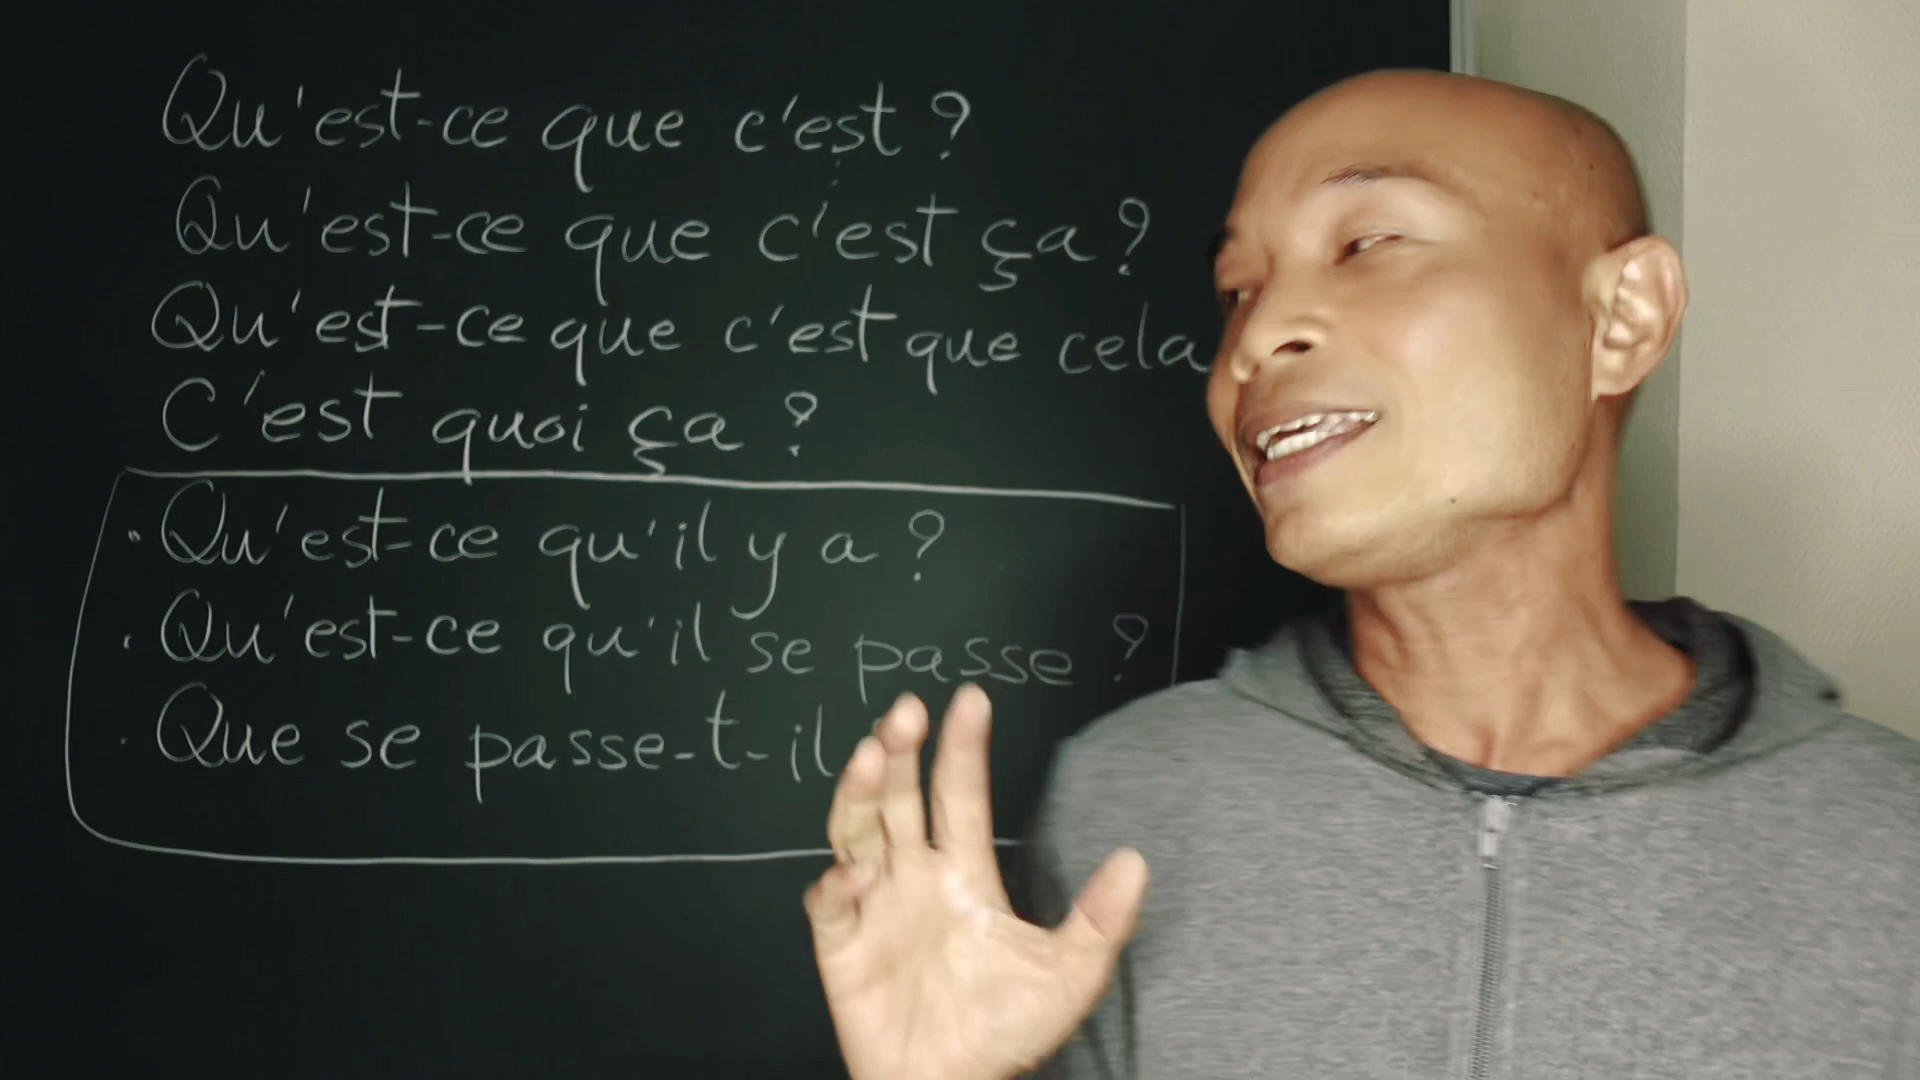 Qu'est-ce que c'est ?
Qu'est-ce que c'est ça ?
Qu'est-ce que c'est que cela
C'est quoi ça ?
• Qu'est-ce qu'il y a ?
• Qu'est-ce qu'il se passe ?
• Que se passe-t-il